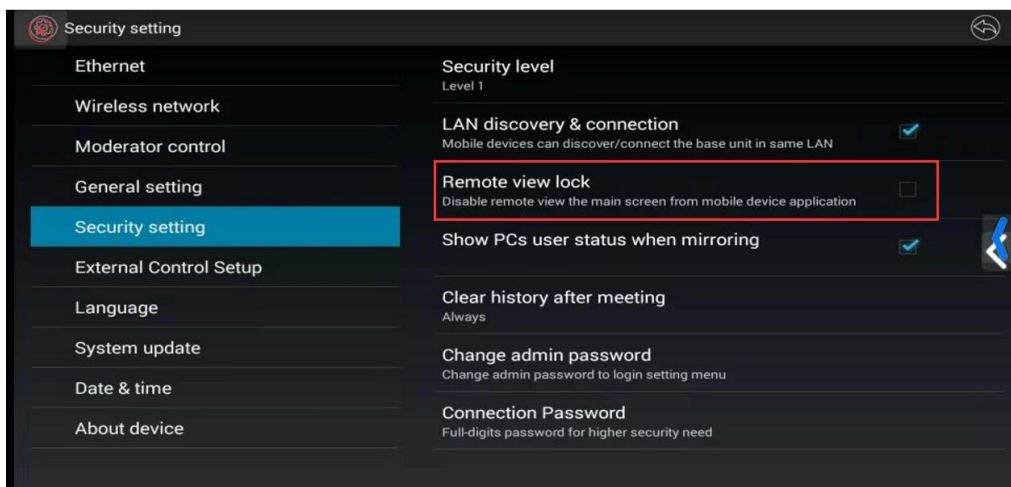 Security setting
Ethernet
Wireless network
Moderator control
General setting
Security setting
External Control Setup
Language
System update
Date & time
About device
Security level
Level 1
LAN discovery & connection
Mobile devices can discover/connect the base unit in same LAN
Remote view lock
Disable remote view the main screen from mobile device application
Show PCs user status when mirroring
Clear history after meeting
Always
Change admin password
Change admin password to login setting menu
Connection Password
Full-digits password for higher security need